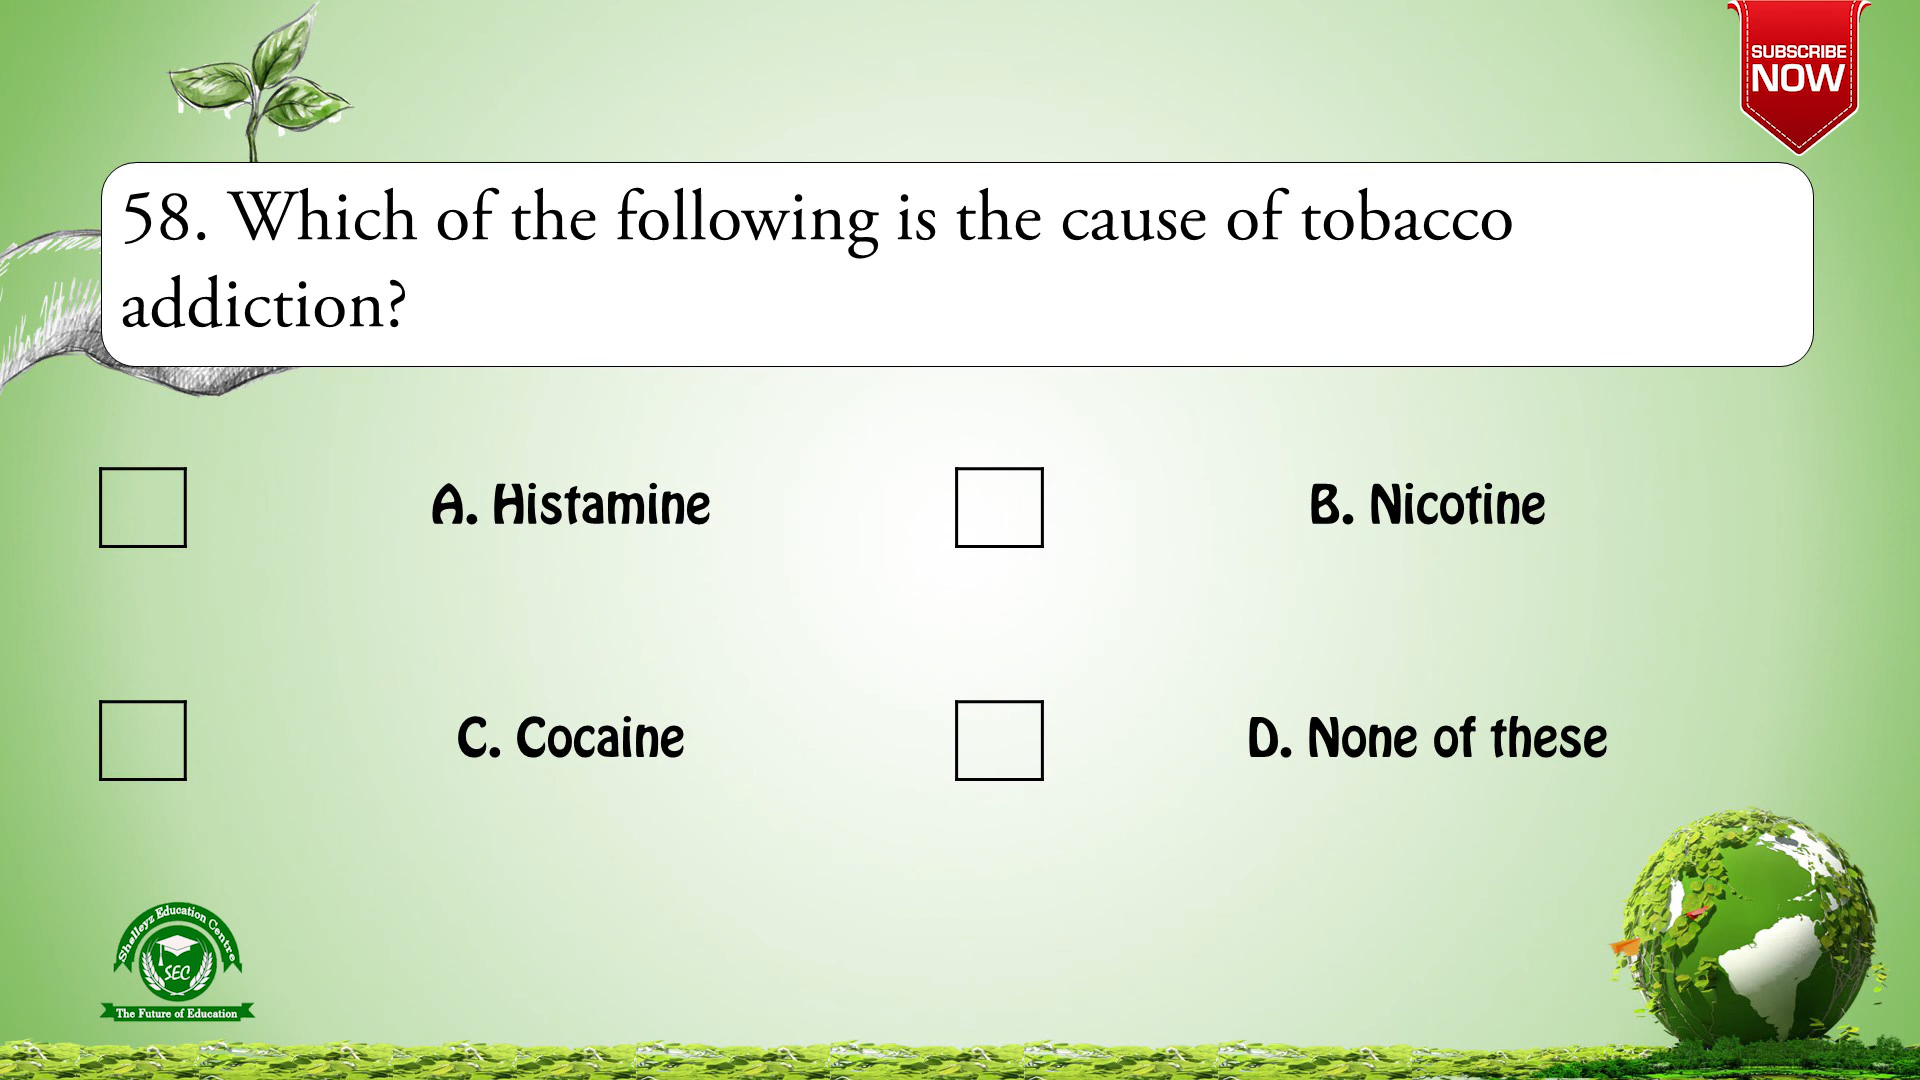 SUBSCRIBE
NOW
58. Which of the following is the cause of tobacco
addiction?
A. Histamine
B. Nicotine
C. Cocaine
D. None of these
Shelleyz Education Centre
SEC
The Future of Education